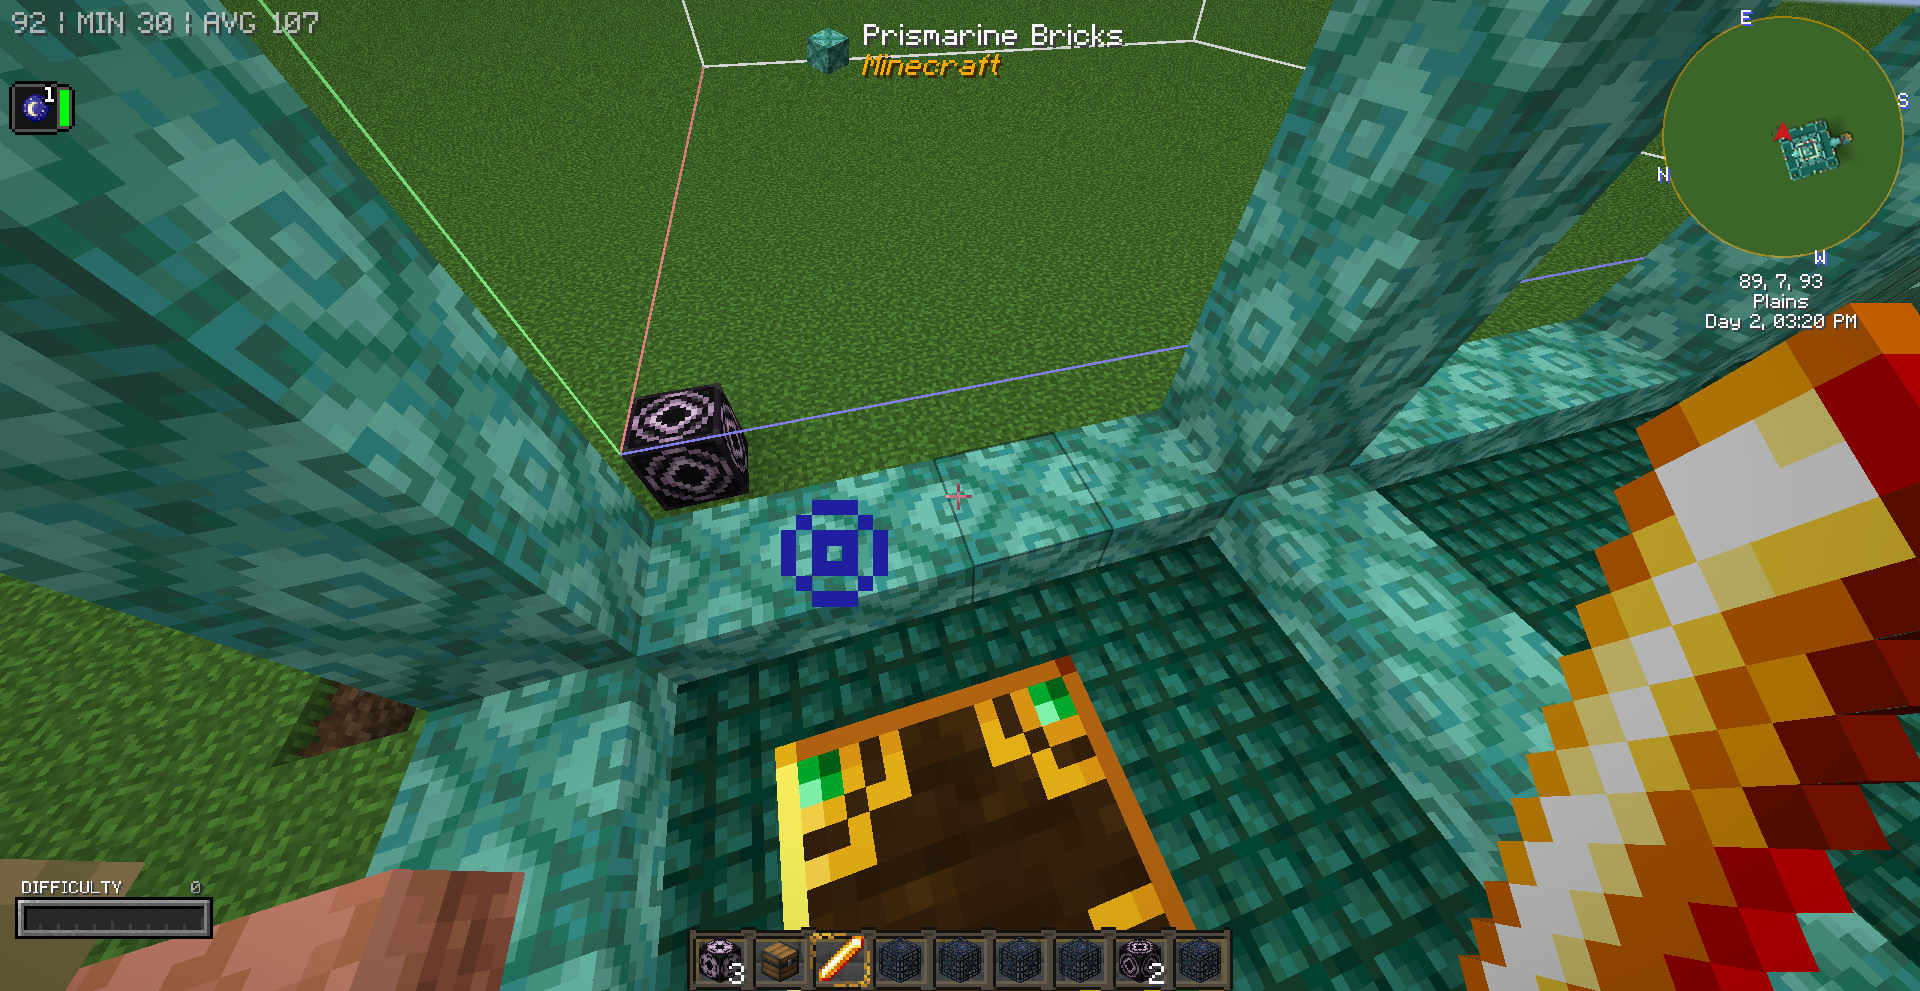 92 | MIN 30 | AVG 107
Prismarine Bricks
Minecraft
1
E
S
N
W
89, 7, 93
Plains
Day 2, 03:20 PM
DIFFICULTY 0
3
2